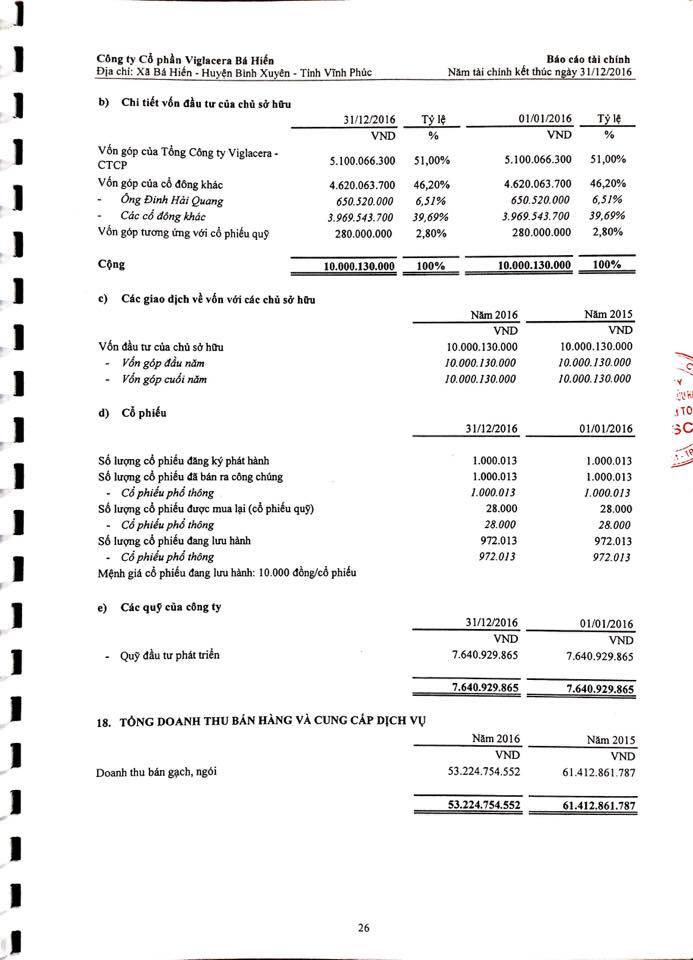 Công ty Cổ phần Viglacera Bá Hiến Báo cáo tài chính
Địa chỉ: Xã Bá Hiến - Huyện Bình Xuyên - Tỉnh Vĩnh Phúc Năm tài chính kết thúc ngày 31/12/2016
b) Chi tiết vốn đầu tư của chủ sở hữu
31/12/2016 Tỷ lệ 01/01/2016 Tỷ lệ
VND % VND %
Vốn góp của Tổng Công ty Viglacera -
CTCP 5.100.066.300 51,00% 5.100.066.300 51,00%
Vốn góp của cổ đông khác 4.620.063.700 46,20% 4.620.063.700 46,20%
- Ông Đinh Hải Quang 650.520.000 6,51% 650.520.000 6,51%
- Các cổ đông khác 3.969.543.700 39,69% 3.969.543.700 39,69%
Vốn góp tương ứng với cổ phiếu quỹ 280.000.000 2,80% 280.000.000 2,80%
Cộng 10.000.130.000 100% 10.000.130.000 100%
c) Các giao dịch về vốn với các chủ sở hữu
Năm 2016 Năm 2015
VND VND
Vốn đầu tư của chủ sở hữu 10.000.130.000 10.000.130.000
- Vốn góp đầu năm 10.000.130.000 10.000.130.000
- Vốn góp cuối năm 10.000.130.000 10.000.130.000
d) Cổ phiếu
31/12/2016 01/01/2016
Số lượng cổ phiếu đăng ký phát hành 1.000.013 1.000.013
Số lượng cổ phiếu đã bán ra công chúng 1.000.013 1.000.013
- Cổ phiếu phổ thông 1.000.013 1.000.013
Số lượng cổ phiếu được mua lại (cổ phiếu quỹ) 28.000 28.000
- Cổ phiếu phổ thông 28.000 28.000
Số lượng cổ phiếu đang lưu hành 972.013 972.013
- Cổ phiếu phổ thông 972.013 972.013
Mệnh giá cổ phiếu đang lưu hành: 10.000 đồng/cổ phiếu
e) Các quỹ của công ty
31/12/2016 01/01/2016
VND VND
- Quỹ đầu tư phát triển 7.640.929.865 7.640.929.865
7.640.929.865 7.640.929.865
18. TỔNG DOANH THU BÁN HÀNG VÀ CUNG CẤP DỊCH VỤ
Năm 2016 Năm 2015
VND VND
Doanh thu bán gạch, ngói 53.224.754.552 61.412.861.787
53.224.754.552 61.412.861.787
26